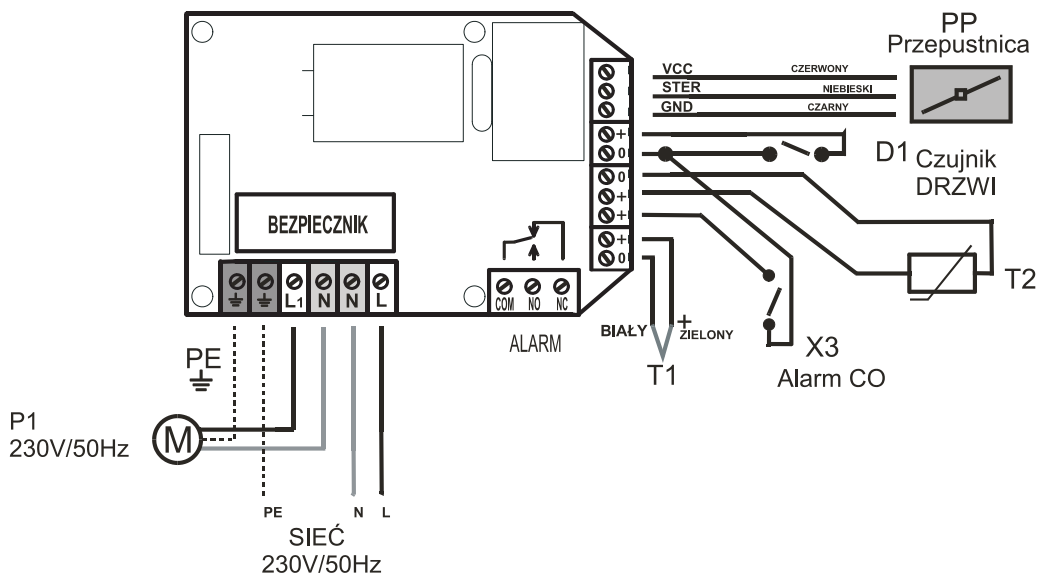 PP
Przepustnica
VCC CZERWONY
STER NIEBIESKI
GND CZARNY
+
0
D1 Czujnik
DRZWI
0
+
+
+
0
T2
BEZPIECZNIK
L1 N N L
COM NO NC
ALARM
BIAŁY + ZIELONY
T1
X3
Alarm CO
PE
P1
230V/50Hz
M
PE N L
SIEĆ
230V/50Hz